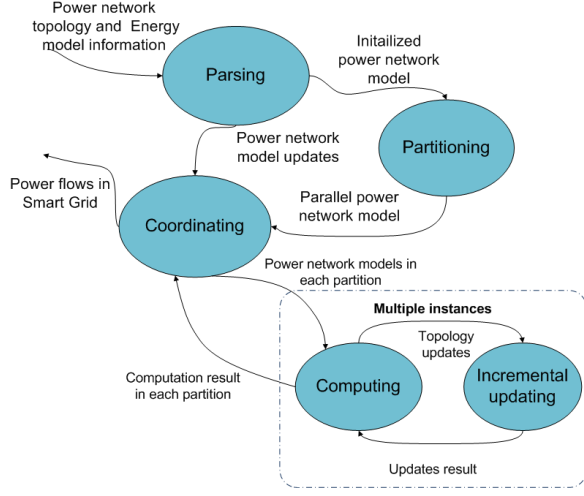 Power network
topology and Energy
model information
Initailized
power network
model
Parsing
Power network
model updates
Partitioning
Power flows in
Smart Grid
Parallel power
network model
Coordinating
Power network models in
each partition
Multiple instances
Topology
updates
Computation result
in each partition
Computing
Incremental
updating
Updates result